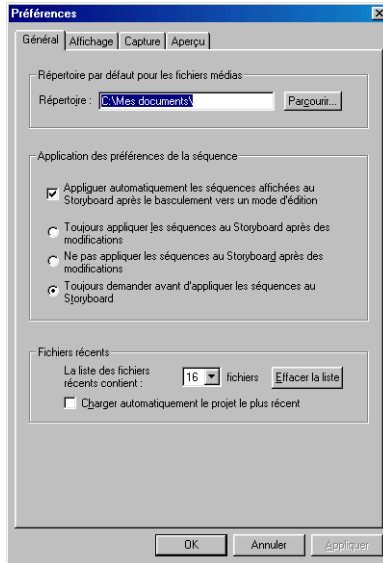 Préférences
Général Affichage Capture Aperçu
Répertoire par défaut pour les fichiers médias
Répertoire : C:\Mes documents\ Parcourir...
Application des préférences de la séquence
Appliquer automatiquement les séquences affichées au
Storyboard après le basculement vers un mode d'édition
Toujours appliquer les séquences au Storyboard après des
modifications
Ne pas appliquer les séquences au Storyboard après des
modifications
Toujours demander avant d'appliquer les séquences au
Storyboard
Fichiers récents
La liste des fichiers
récents contient : 16 fichiers Effacer la liste
Charger automatiquement le projet le plus récent
OK Annuler Appliquer